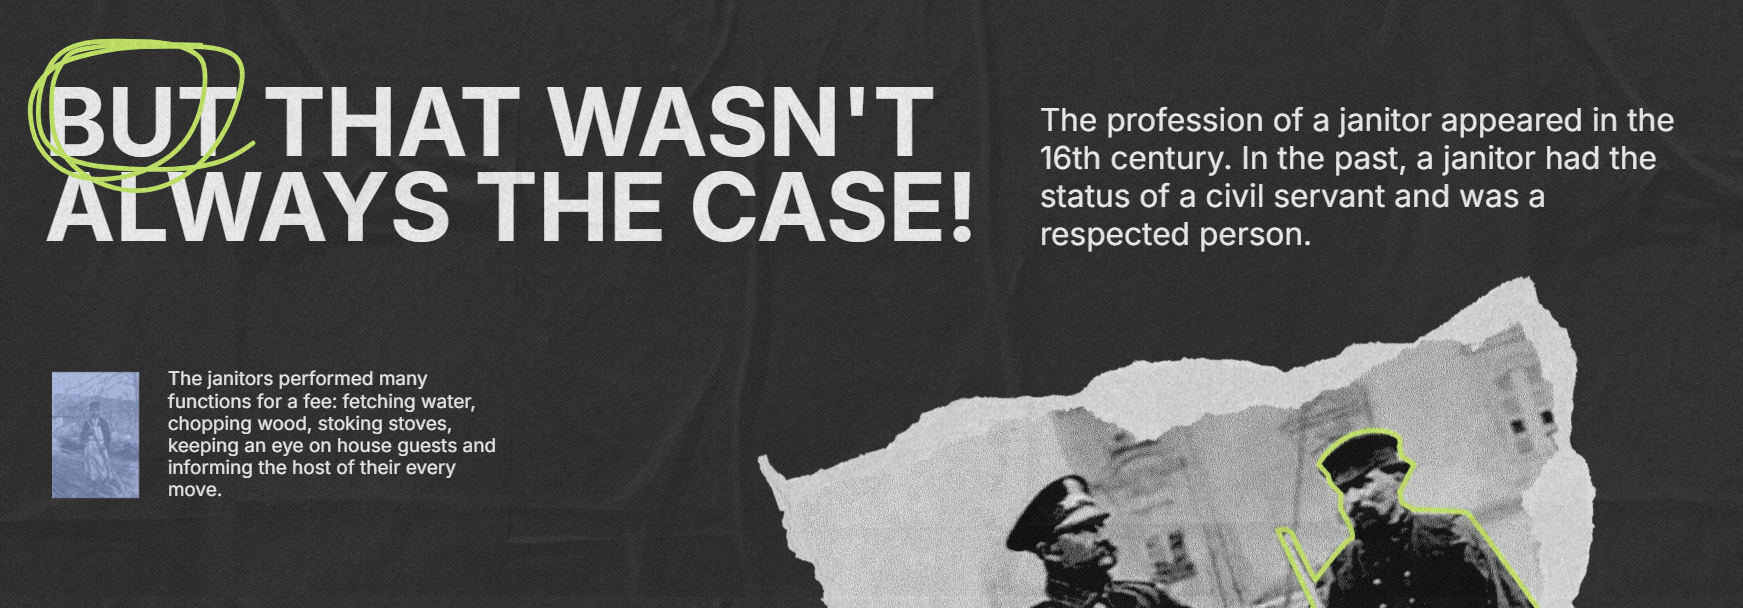 BUT THAT WASN'T
ALWAYS THE CASE!
The profession of a janitor appeared in the
16th century. In the past, a janitor had the
status of a civil servant and was a
respected person.
The janitors performed many
functions for a fee: fetching water,
chopping wood, stoking stoves,
keeping an eye on house guests and
informing the host of their every
move.